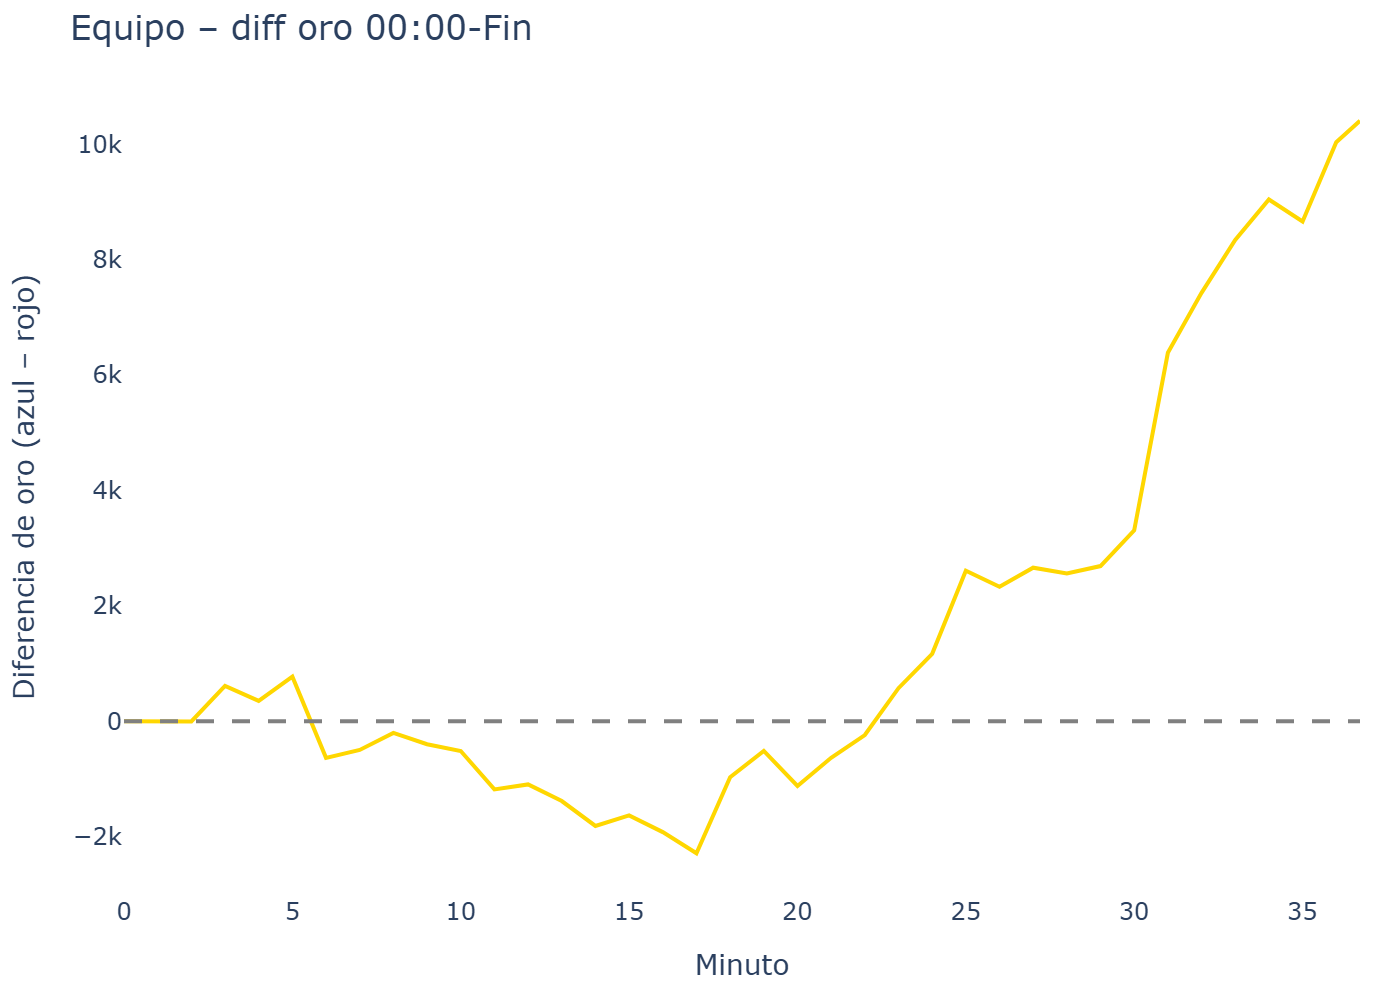 Equipo – diff oro 00:00-Fin
Diferencia de oro (azul – rojo)
10k
8k
6k
4k
2k
0
−2k
0 5 10 15 20 25 30 35
Minuto